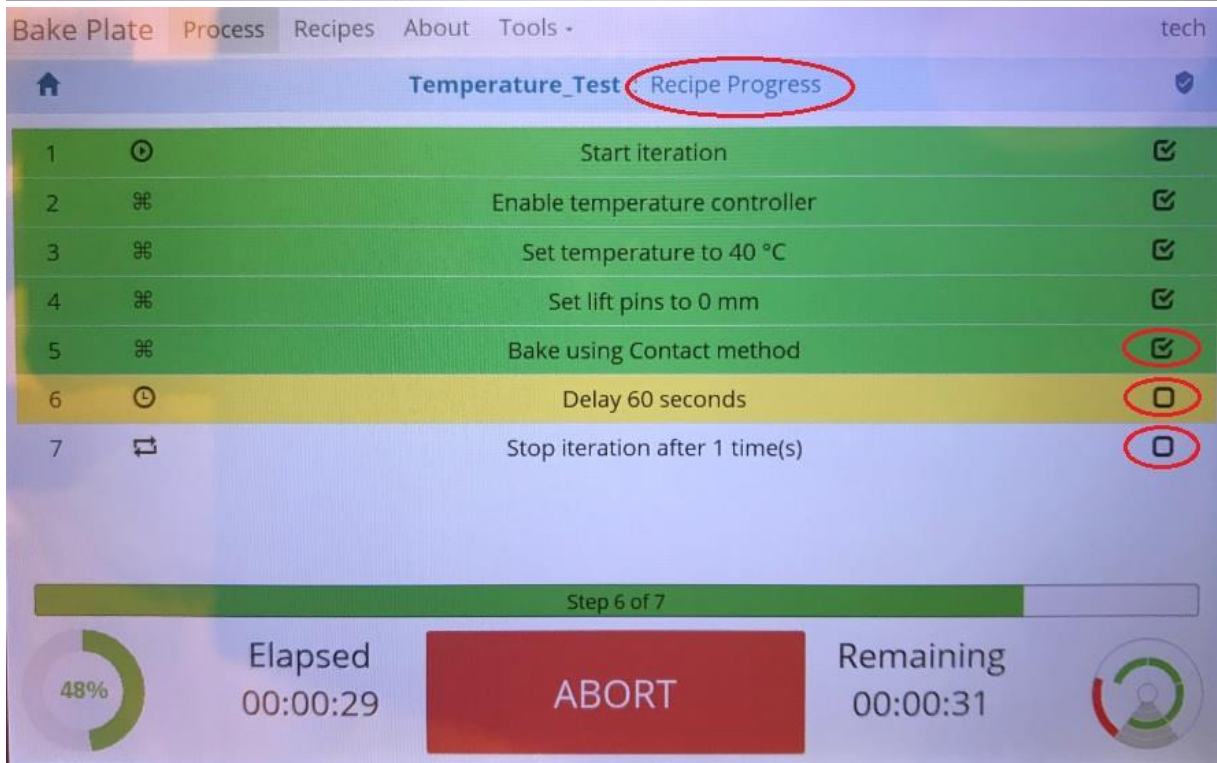 Bake Plate Process Recipes About Tools tech
Temperature_Test : Recipe Progress
1 Start iteration
2 ⌘ Enable temperature controller
3 ⌘ Set temperature to 40 °C
4 ⌘ Set lift pins to 0 mm
5 ⌘ Bake using Contact method
6 Delay 60 seconds
7 Stop iteration after 1 time(s)
Step 6 of 7
48%
Elapsed
00:00:29
ABORT
Remaining
00:00:31